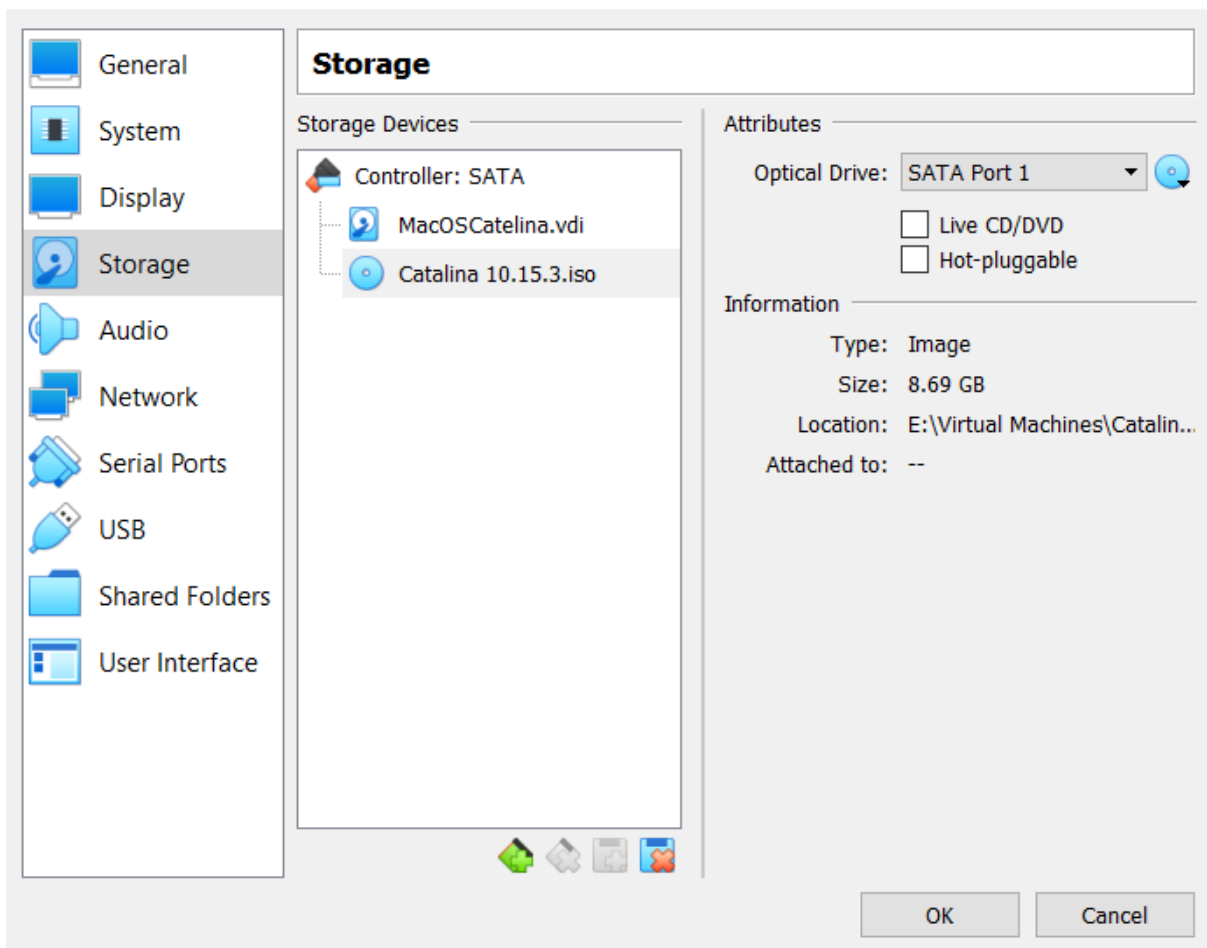 General
System
Display
Storage
Audio
Network
Serial Ports
USB
Shared Folders
User Interface
Storage
Storage Devices
Controller: SATA
MacOSCatelina.vdi
Catalina 10.15.3.iso
Attributes
Optical Drive: SATA Port 1
Live CD/DVD
Hot-pluggable
Information
Type: Image
Size: 8.69 GB
Location: E:\Virtual Machines\Catalin...
Attached to: --
OK Cancel